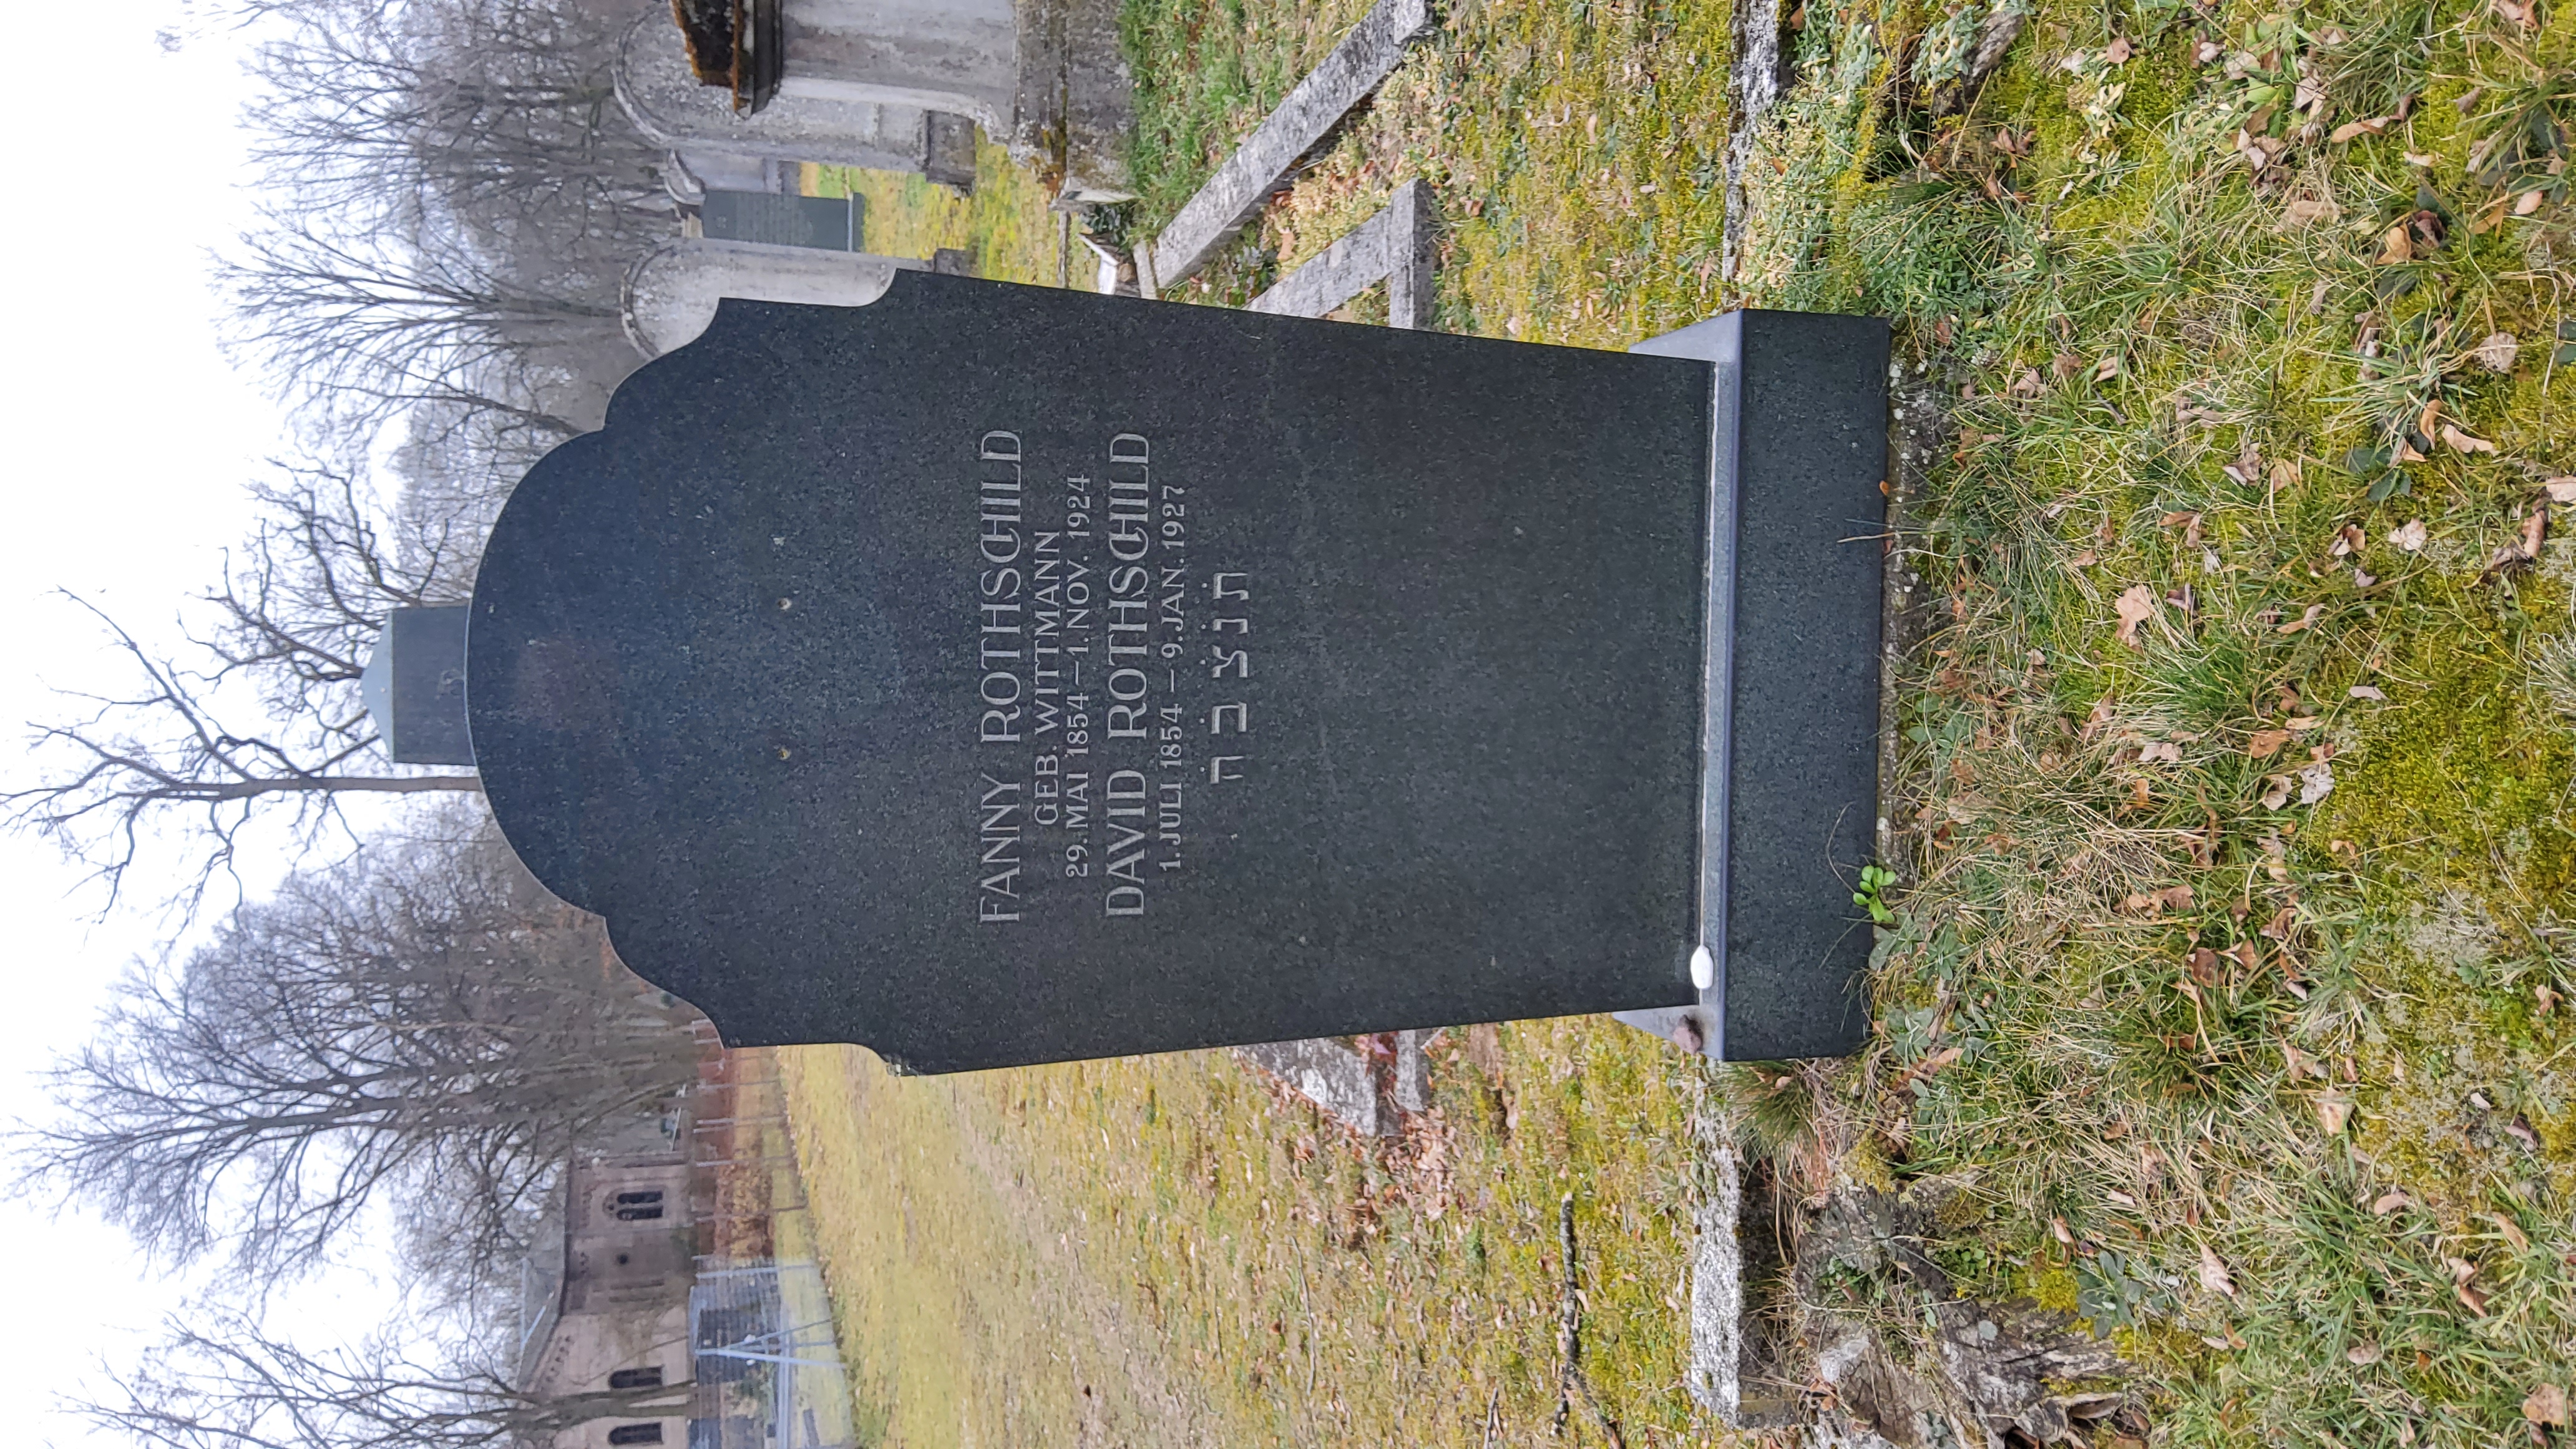 FANNY ROTHSCHILD
GEB. WITTMANN
29. MAI 1854 – 1. NOV. 1924
DAVID ROTHSCHILD
1. JULI 1854 – 9. JAN. 1927
ת̇ נ̇ צ̇ ב̇ ה̇